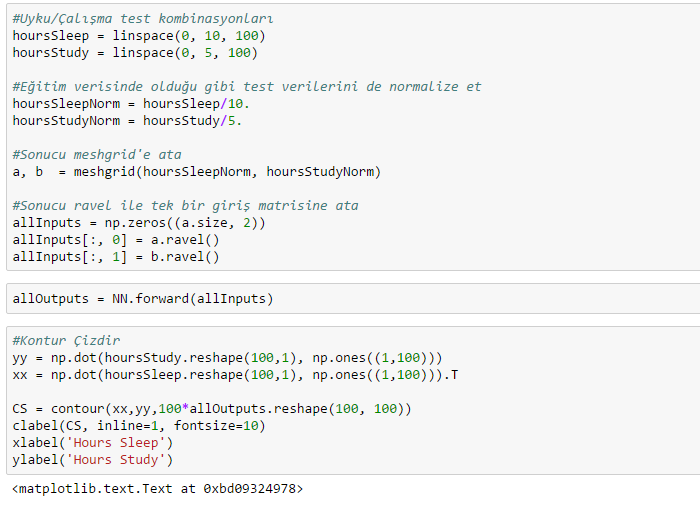 #Uyku/Çalışma test kombinasyonları
hoursSleep = linspace(0, 10, 100)
hoursStudy = linspace(0, 5, 100)
#Eğitim verisinde olduğu gibi test verilerini de normalize et
hoursSleepNorm = hoursSleep/10.
hoursStudyNorm = hoursStudy/5.
#Sonucu meshgrid'e ata
a, b  = meshgrid(hoursSleepNorm, hoursStudyNorm)
#Sonucu ravel ile tek bir giriş matrisine ata
allInputs = np.zeros((a.size, 2))
allInputs[:, 0] = a.ravel()
allInputs[:, 1] = b.ravel()
allOutputs = NN.forward(allInputs)
#Kontur Çizdir
yy = np.dot(hoursStudy.reshape(100,1), np.ones((1,100)))
xx = np.dot(hoursSleep.reshape(100,1), np.ones((1,100))).T
CS = contour(xx,yy,100*allOutputs.reshape(100, 100))
clabel(CS, inline=1, fontsize=10)
xlabel('Hours Sleep')
ylabel('Hours Study')
<matplotlib.text.Text at 0xbd09324978>